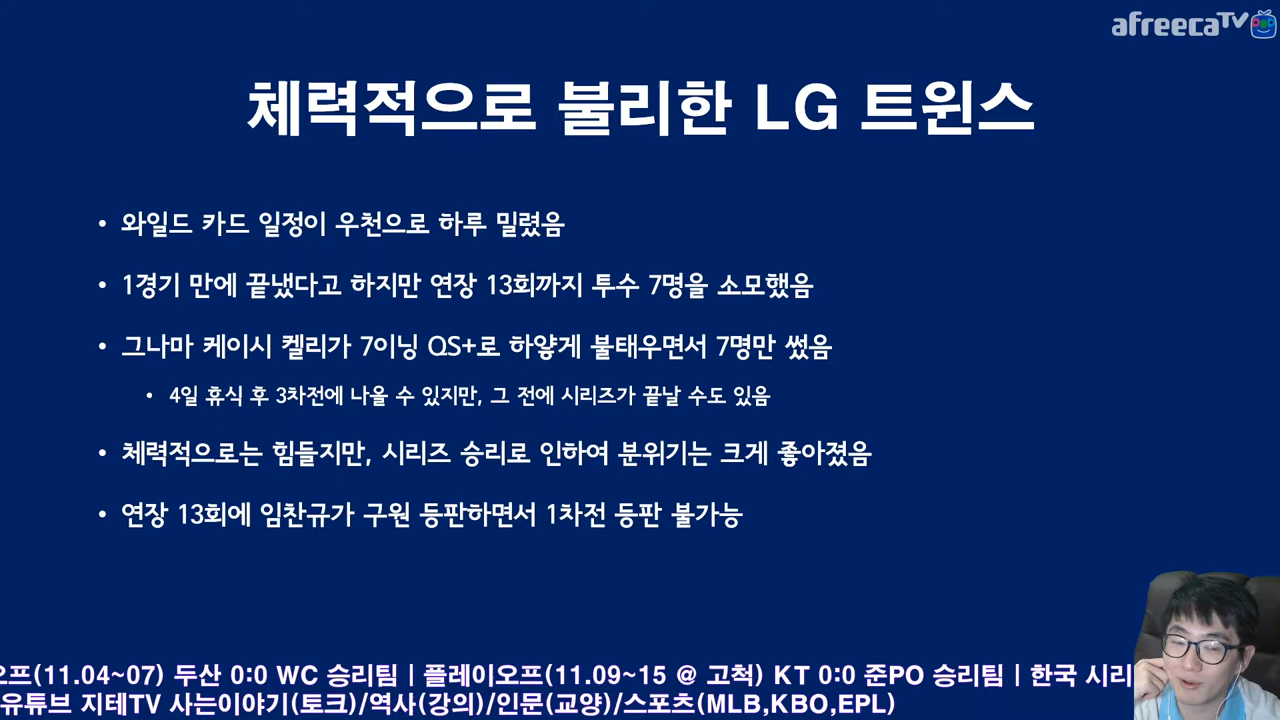 afreecaTV
체력적으로 불리한 LG 트윈스
• 와일드 카드 일정이 우천으로 하루 밀렸음
• 1경기 만에 끝냈다고 하지만 연장 13회까지 투수 7명을 소모했음
• 그나마 케이시 켈리가 7이닝 QS+로 하얗게 불태우면서 7명만 썼음
• 4일 휴식 후 3차전에 나올 수 있지만, 그 전에 시리즈가 끝날 수도 있음
• 체력적으로는 힘들지만, 시리즈 승리로 인하여 분위기는 크게 좋아졌음
• 연장 13회에 임찬규가 구원 등판하면서 1차전 등판 불가능
오프(11.04~07) 두산 0:0 WC 승리팀 | 플레이오프(11.09~15 @ 고척) KT 0:0 준PO 승리팀 | 한국 시리
유튜브 지테TV 사는이야기(토크)/역사(강의)/인문(교양)/스포츠(MLB,KBO,EPL)